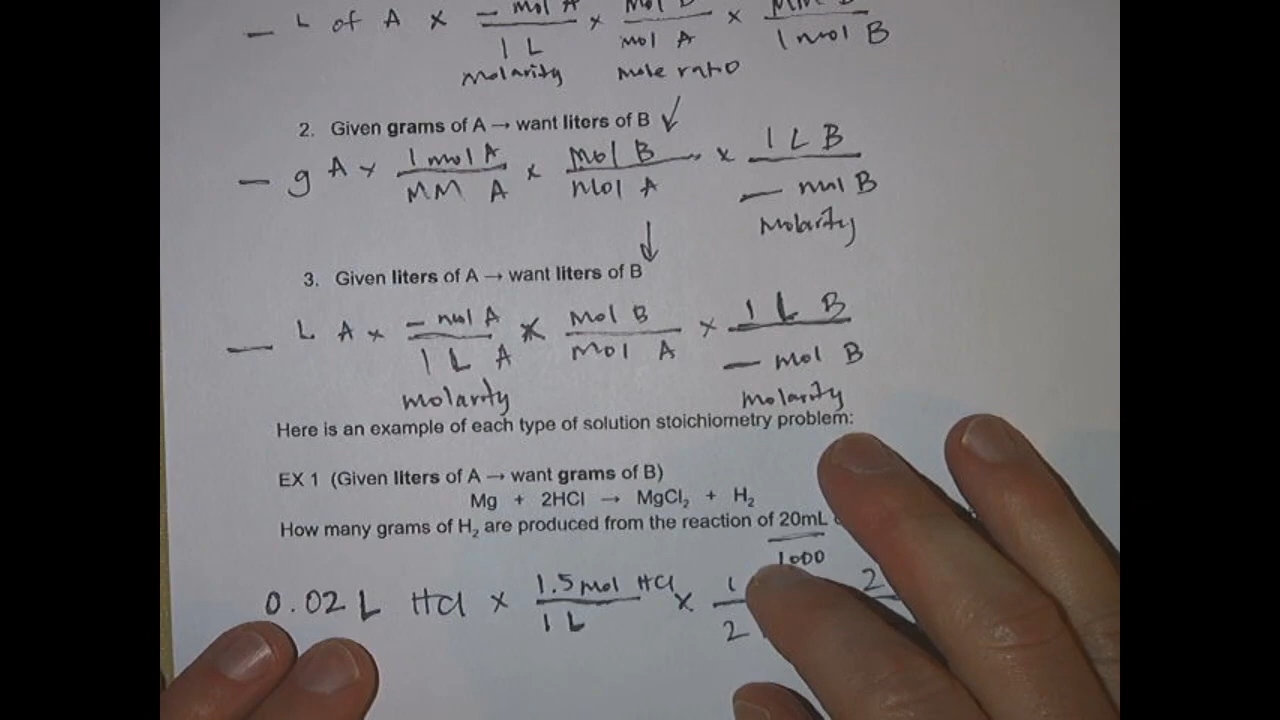 — L of A × — mol A × mol × 
1 L mol A 1 mol B
molarity mole ratio
2. Given grams of A → want liters of B ↓
— g A × 1 mol A × mol B × 1 L B
MM A mol A — mol B
molarity
↓
3. Given liters of A → want liters of B
— L A × — mol A × mol B × 1 L B
1 L A mol A — mol B
molarity molarity
Here is an example of each type of solution stoichiometry problem:
EX 1 (Given liters of A → want grams of B)
Mg + 2HCl → MgCl₂ + H₂
How many grams of H₂ are produced from the reaction of 20mL
1000
0.02 L HCl × 1.5 mol HCl × 1 2
1 L 2